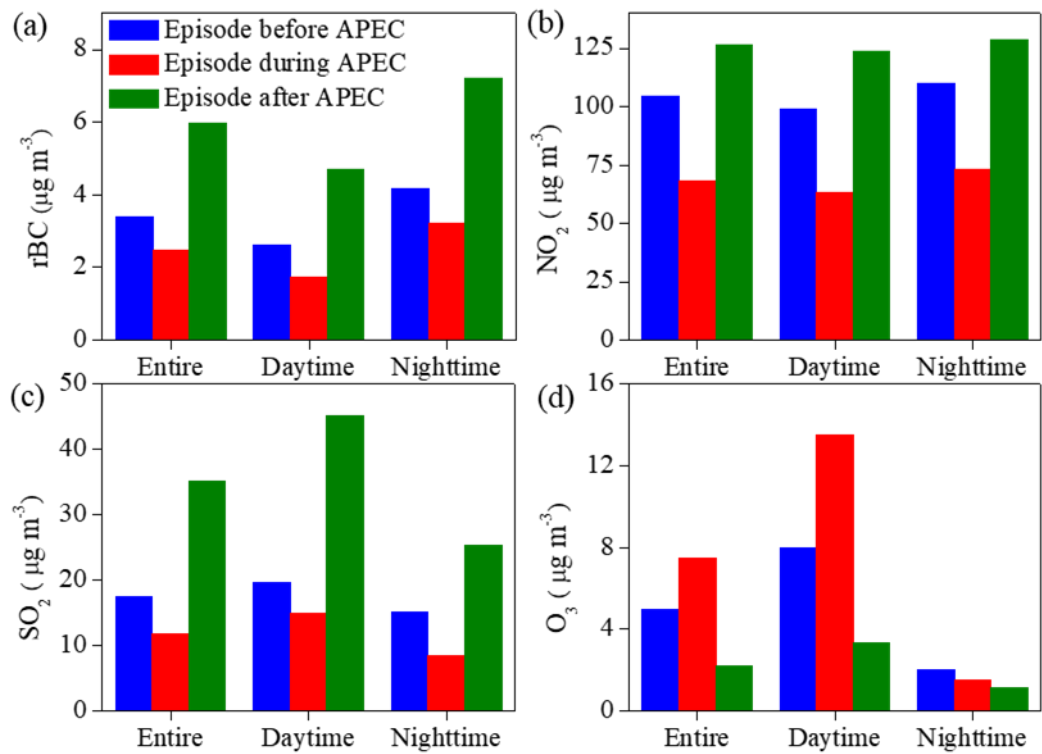 (a)
Episode before APEC
Episode during APEC
Episode after APEC
8
6
4
2
0
rBC (μg m⁻³)
Entire Daytime Nighttime
(b)
125
100
75
50
25
0
NO₂ ( μg m⁻³)
Entire Daytime Nighttime
(c)
50
40
30
20
10
0
SO₂ ( μg m⁻³)
Entire Daytime Nighttime
(d)
16
12
8
4
0
O₃ ( μg m⁻³)
Entire Daytime Nighttime